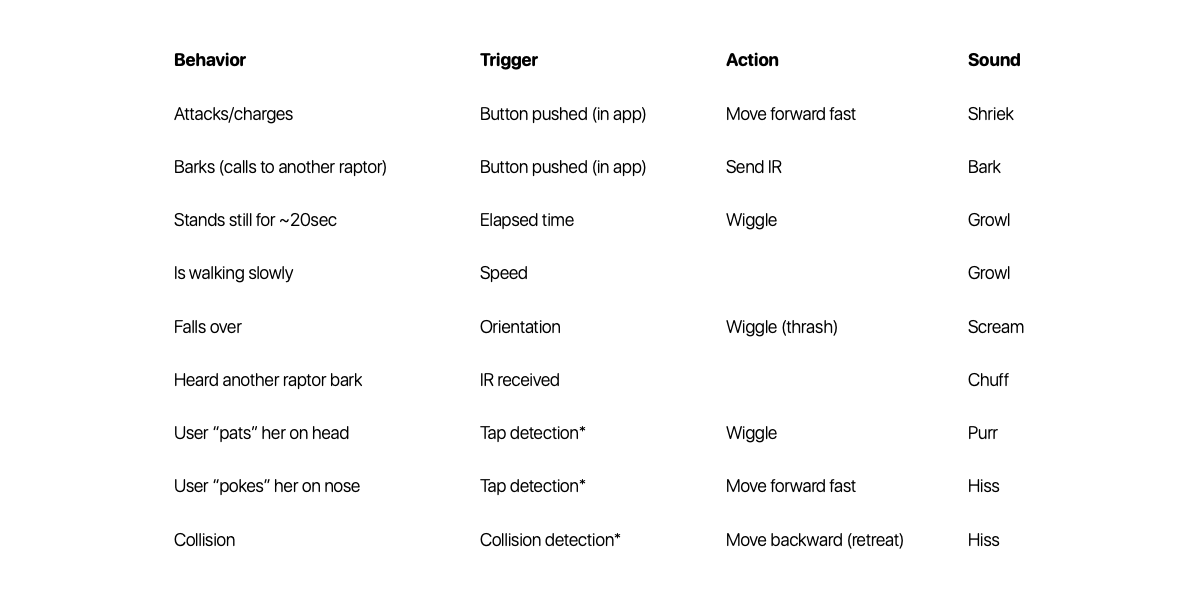 Behavior Trigger Action Sound
Attacks/charges Button pushed (in app) Move forward fast Shriek
Barks (calls to another raptor) Button pushed (in app) Send IR Bark
Stands still for ~20sec Elapsed time Wiggle Growl
Is walking slowly Speed Growl
Falls over Orientation Wiggle (thrash) Scream
Heard another raptor bark IR received Chuff
User “pats” her on head Tap detection* Wiggle Purr
User “pokes” her on nose Tap detection* Move forward fast Hiss
Collision Collision detection* Move backward (retreat) Hiss